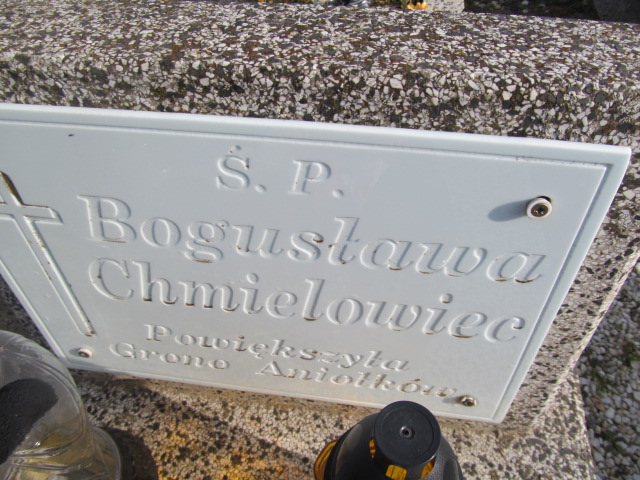 Ś. P.
Bogusława
Chmielowiec
Powiększyła
Grono Aniołków